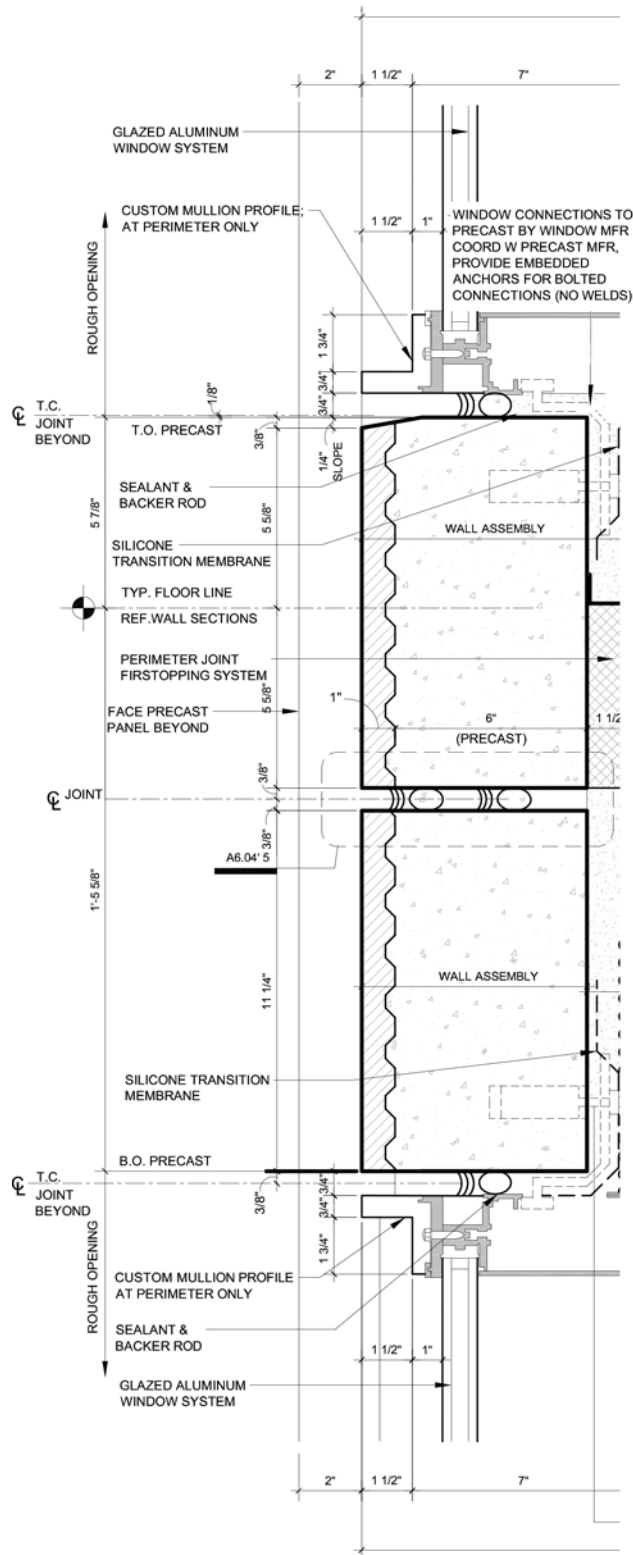 2"
1 1/2"
7"
GLAZED ALUMINUM
WINDOW SYSTEM
CUSTOM MULLION PROFILE;
AT PERIMETER ONLY
1 1/2"
1"
WINDOW CONNECTIONS TO
PRECAST BY WINDOW MFR
COORD W PRECAST MFR,
PROVIDE EMBEDDED
ANCHORS FOR BOLTED
CONNECTIONS (NO WELDS)
ROUGH OPENING
1 3/4"
3/4"
3/4"
1/8"
T.C.
JOINT
BEYOND
T.O. PRECAST
3/8"
1/4"
SLOPE
5 7/8"
5 5/8"
SEALANT &
BACKER ROD
WALL ASSEMBLY
SILICONE
TRANSITION MEMBRANE
TYP. FLOOR LINE
REF.WALL SECTIONS
PERIMETER JOINT
FIRSTOPPING SYSTEM
5 5/8"
1"
6"
(PRECAST)
1 1/2
FACE PRECAST
PANEL BEYOND
3/8"
JOINT
3/8"
A6.04' 5
1'-5 5/8"
11 1/4"
WALL ASSEMBLY
SILICONE TRANSITION
MEMBRANE
B.O. PRECAST
T.C.
JOINT
BEYOND
3/8"
3/4"
3/4"
1 3/4"
ROUGH OPENING
CUSTOM MULLION PROFILE
AT PERIMETER ONLY
SEALANT &
BACKER ROD
1 1/2"
1"
GLAZED ALUMINUM
WINDOW SYSTEM
2"
1 1/2"
7"